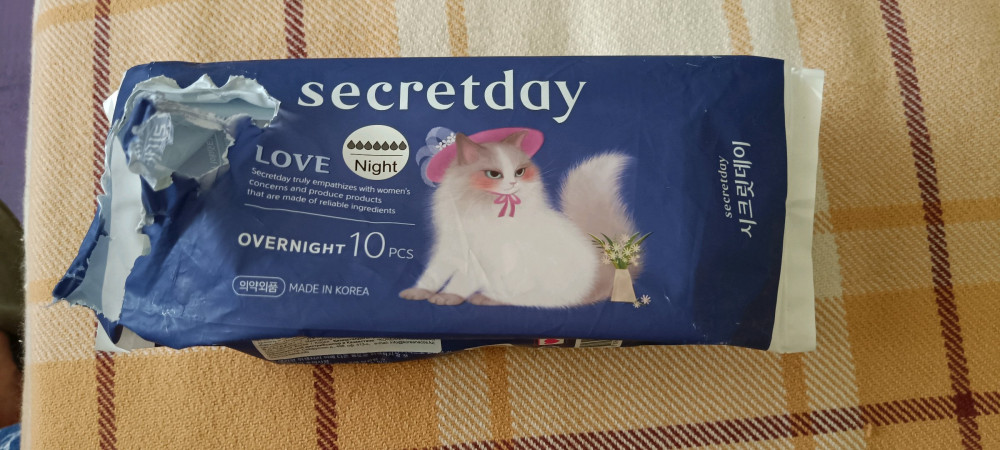 secretday
LOVE
Night
Secretday truly empathizes with women's
concerns and produce products
that are made of reliable ingredients
OVERNIGHT 10 PCS
의약외품 MADE IN KOREA
secretday
시크릿데이